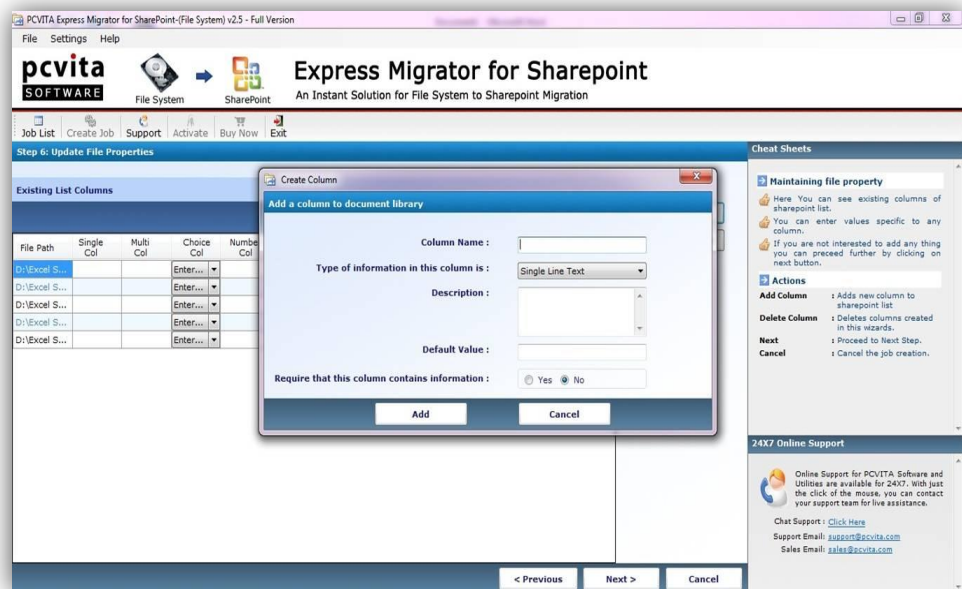 PCVITA Express Migrator for SharePoint-(File System) v2.5 - Full Version
File Settings Help
pcvita
SOFTWARE
File System
SharePoint
Express Migrator for Sharepoint
An Instant Solution for File System to Sharepoint Migration
Job List Create Job Support Activate Buy Now Exit
Step 6: Update File Properties
Existing List Columns
File Path
Single Col
Multi Col
Choice Col
Numbe Col
D:\Excel S... Enter...
D:\Excel S... Enter...
D:\Excel S... Enter...
D:\Excel S... Enter...
D:\Excel S... Enter...
Create Column
Add a column to document library
Column Name :
Type of information in this column is : Single Line Text
Description :
Default Value :
Require that this column contains information : Yes No
Add Cancel
Cheat Sheets
Maintaining file property
Here You can see existing columns of
sharepoint list.
You can enter values specific to any
column.
If you are not interested to add any thing
you can preceed further by clicking on
next button.
Actions
Add Column : Adds new column to
sharepoint list
Delete Column : Deletes columns created
in this wizards.
Next : Proceed to Next Step.
Cancel : Cancel the job creation.
24X7 Online Support
Online Support for PCVITA Software and
Utilities are available for 24X7. With just
the click of the mouse, you can contact
your support team for live assistance.
Chat Support : Click Here
Support Email: support@pcvita.com
Sales Email: sales@pcvita.com
< Previous Next > Cancel